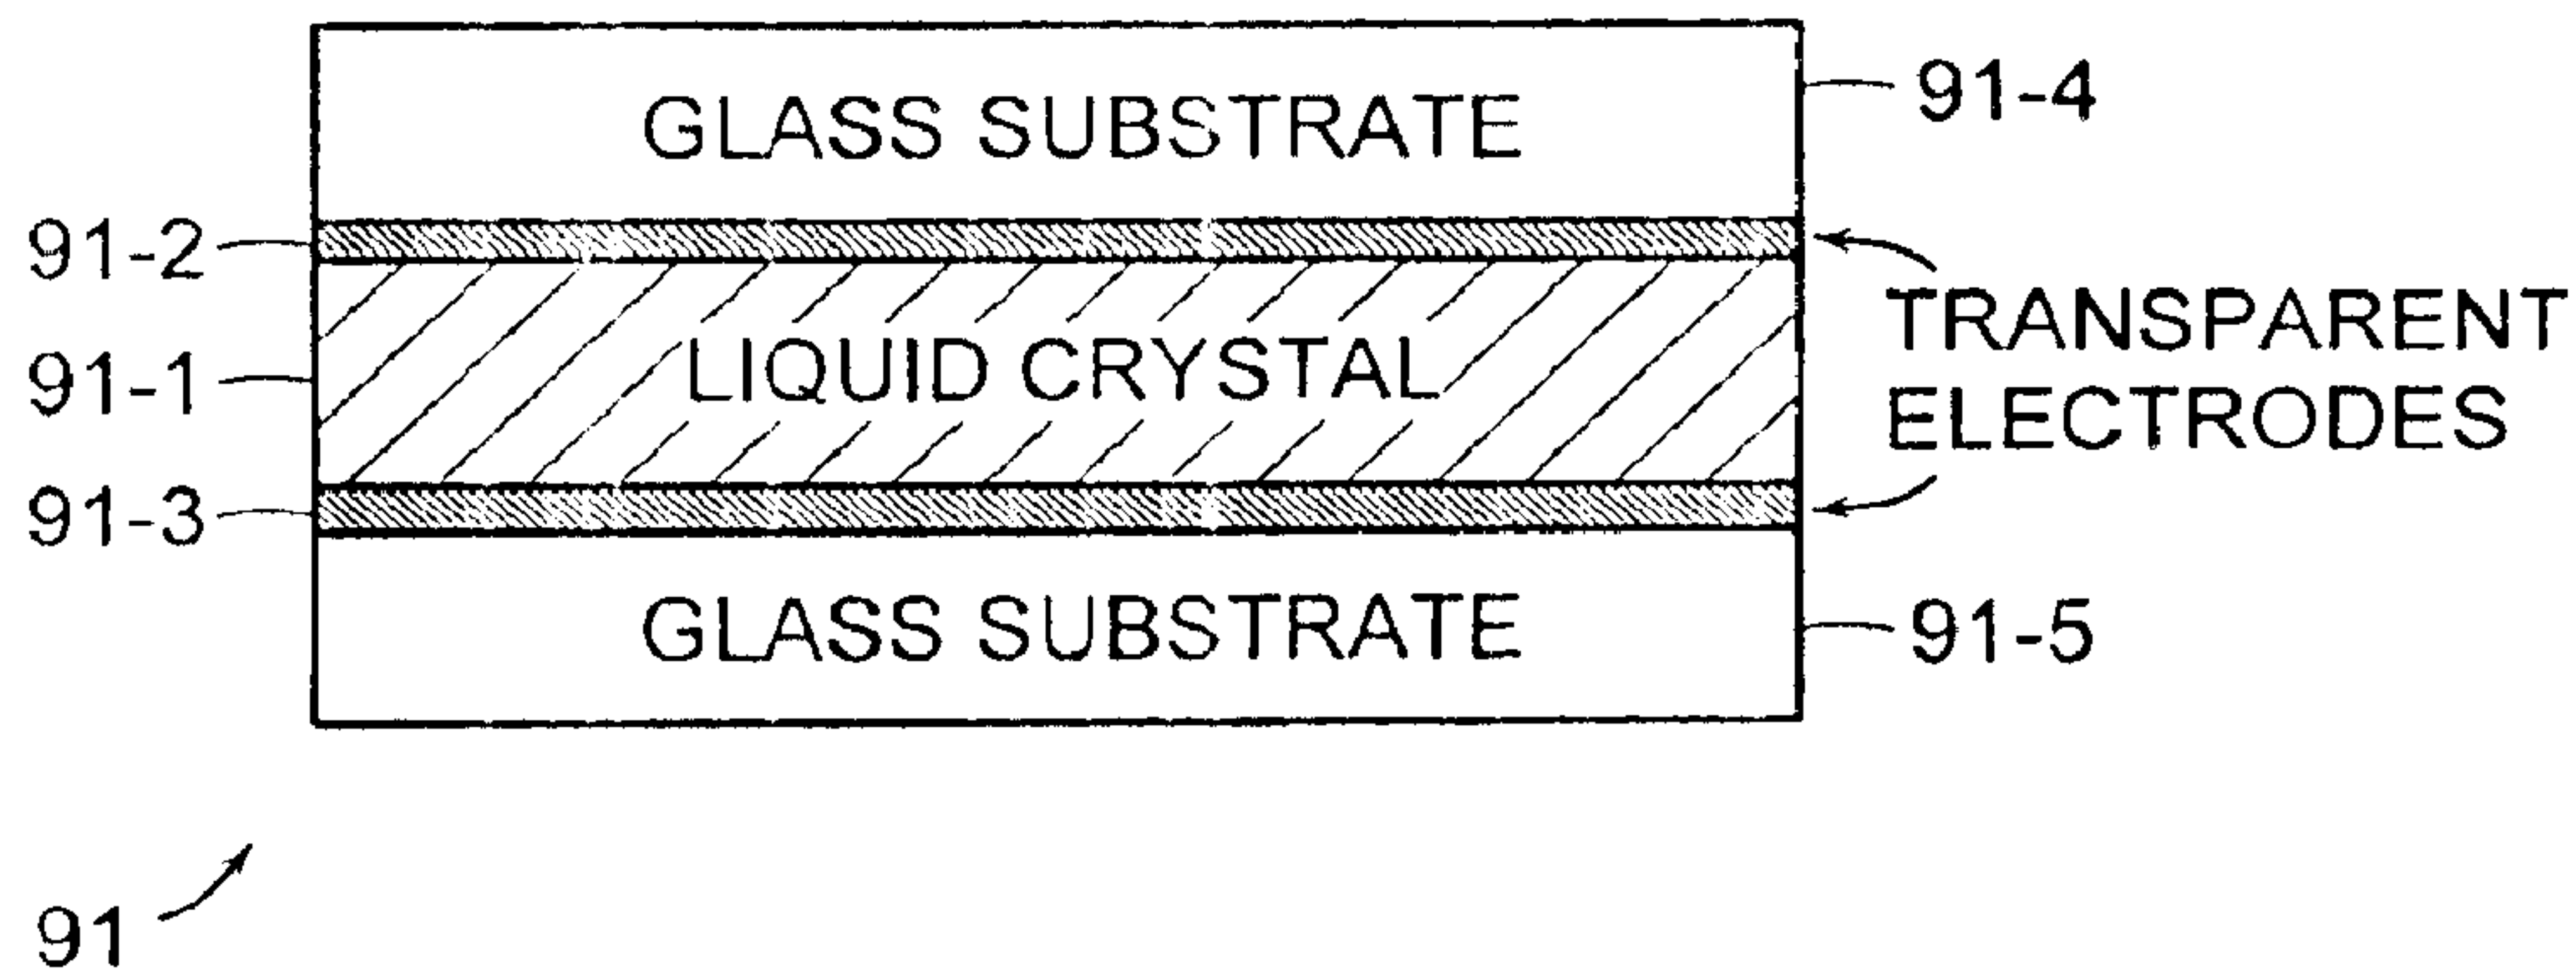 GLASS SUBSTRATE
91-4
91-2
TRANSPARENT
ELECTRODES
LIQUID CRYSTAL
91-1
91-3
GLASS SUBSTRATE
91-5
91